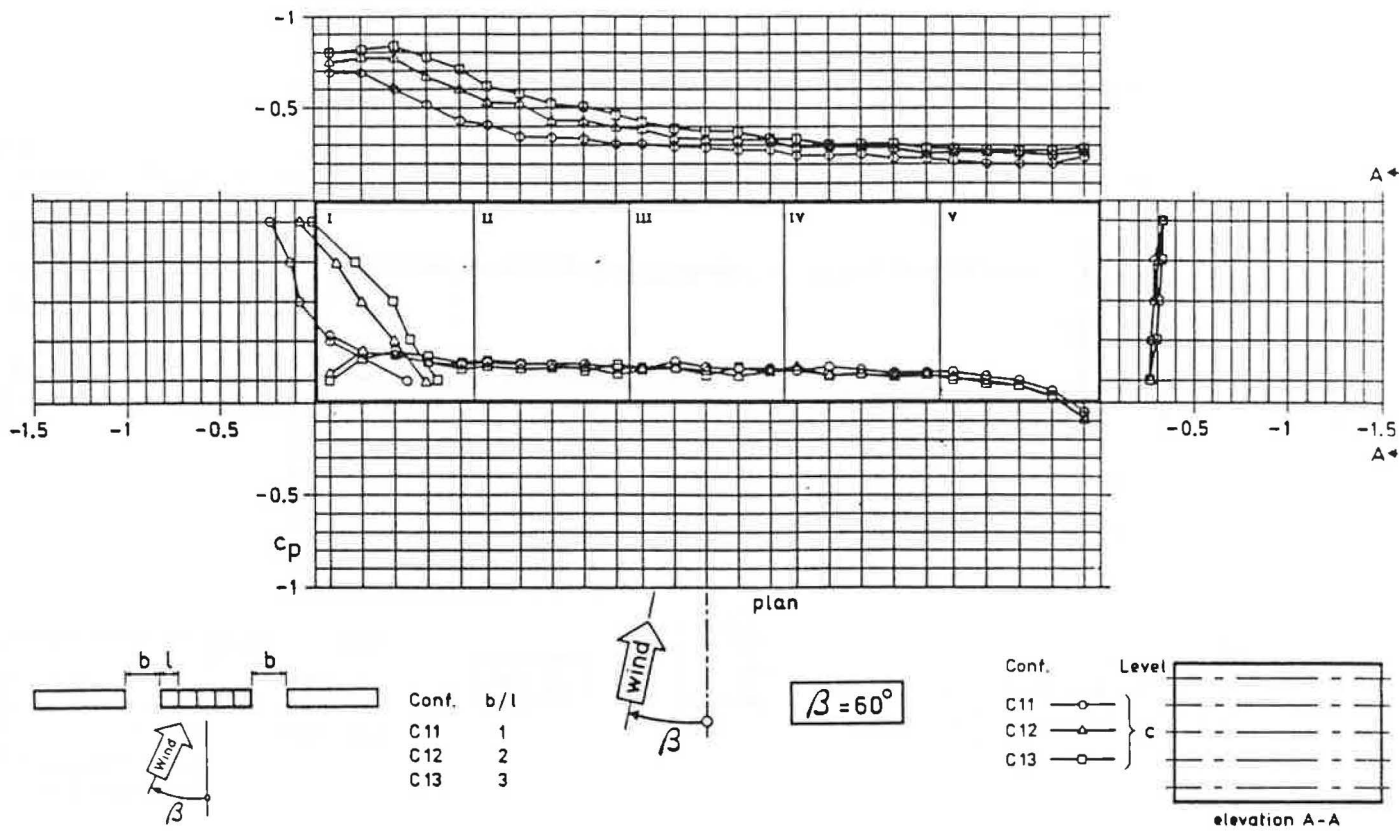 -1
-0.5
A
I II III IV V
-1.5 -1 -0.5
-0.5 -1 -1.5
A
-0.5
cp
-1
plan
b l b
Wind
β
Conf. b/l
C11 1
C12 2
C13 3
Wind
β
β = 60°
Conf. Level
C11
C12 c
C13
elevation A-A